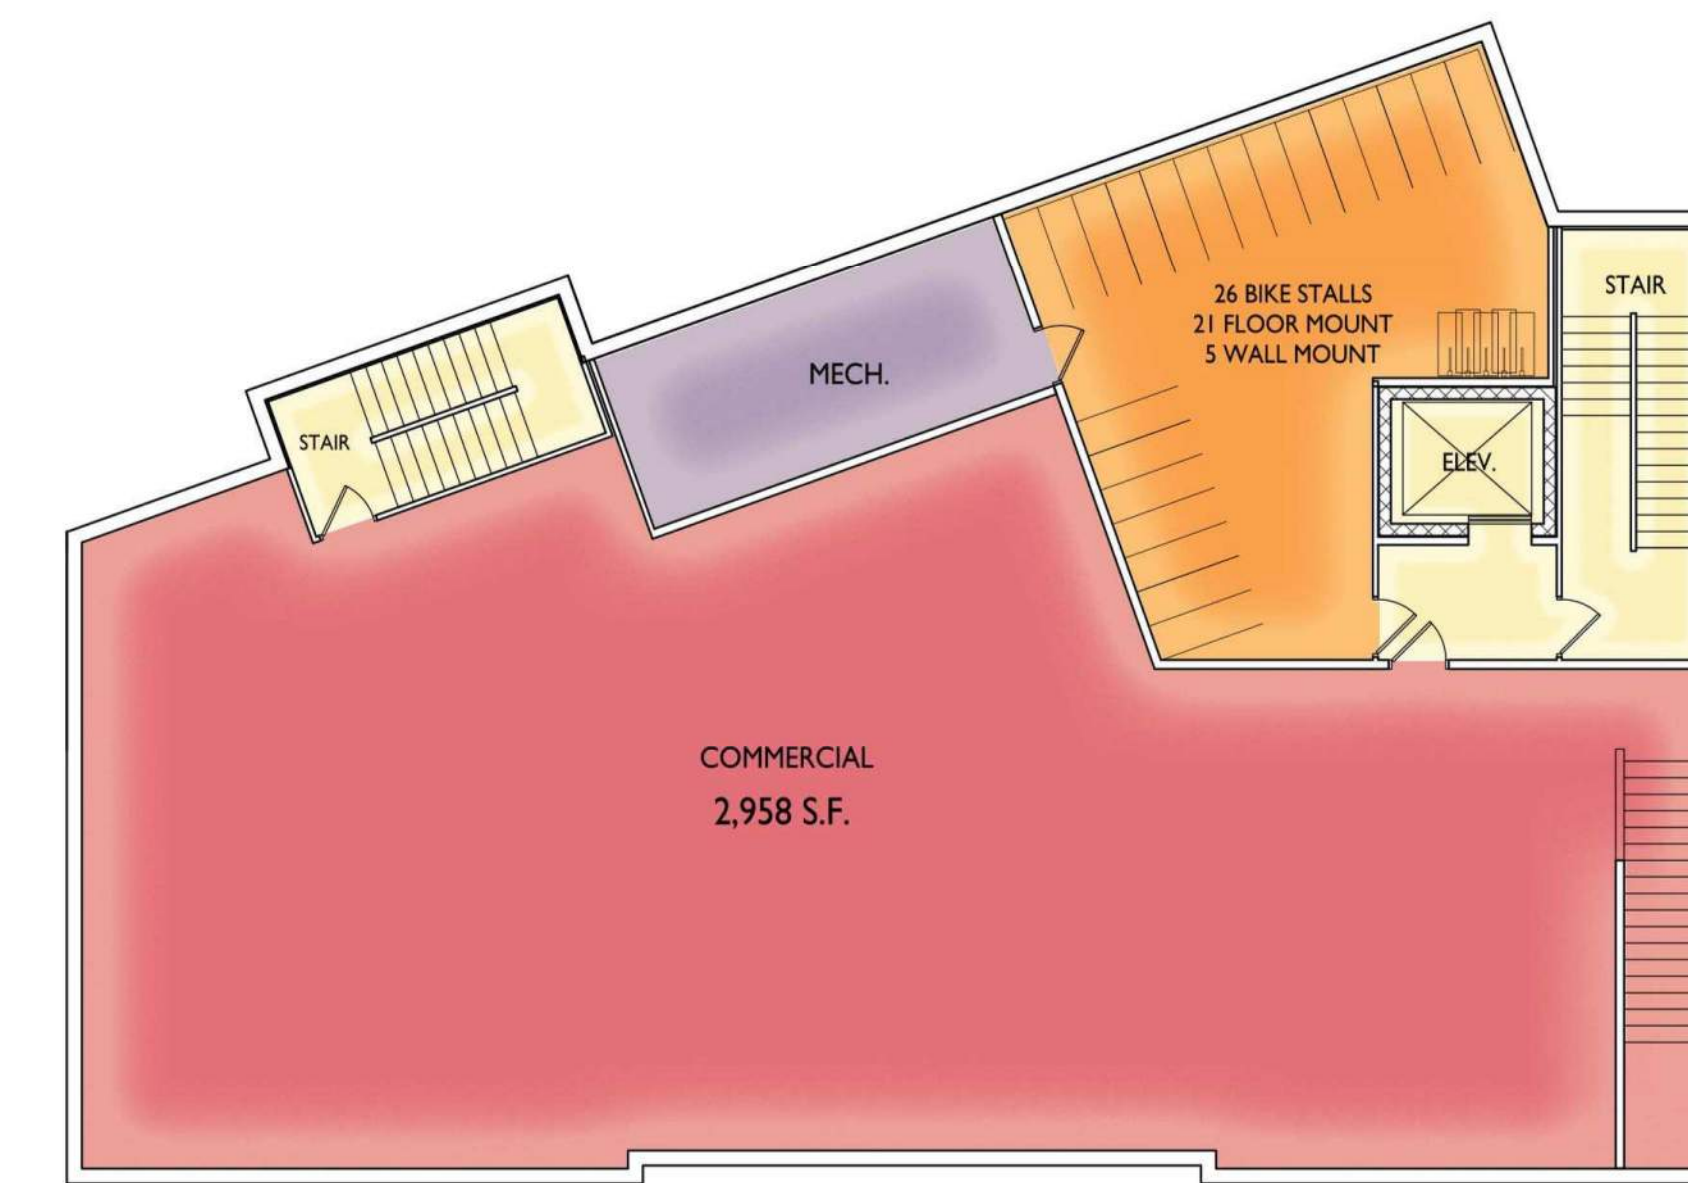 26 BIKE STALLS
21 FLOOR MOUNT
5 WALL MOUNT
STAIR
MECH.
STAIR
ELEV.
COMMERCIAL
2,958 S.F.